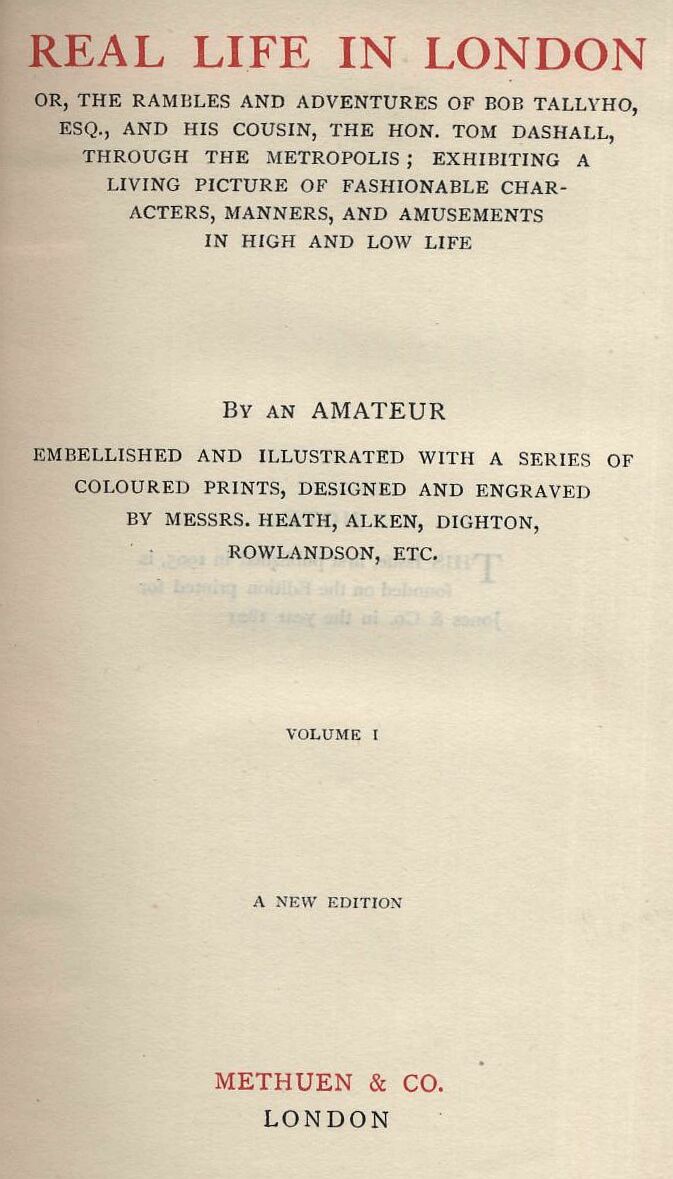 REAL LIFE IN LONDON
OR, THE RAMBLES AND ADVENTURES OF BOB TALLYHO,
ESQ., AND HIS COUSIN, THE HON. TOM DASHALL,
THROUGH THE METROPOLIS; EXHIBITING A
LIVING PICTURE OF FASHIONABLE CHAR-
ACTERS, MANNERS, AND AMUSEMENTS
IN HIGH AND LOW LIFE
BY AN AMATEUR
EMBELLISHED AND ILLUSTRATED WITH A SERIES OF
COLOURED PRINTS, DESIGNED AND ENGRAVED
BY MESSRS. HEATH, ALKEN, DIGHTON,
ROWLANDSON, ETC.
VOLUME I
A NEW EDITION
METHUEN & CO.
LONDON